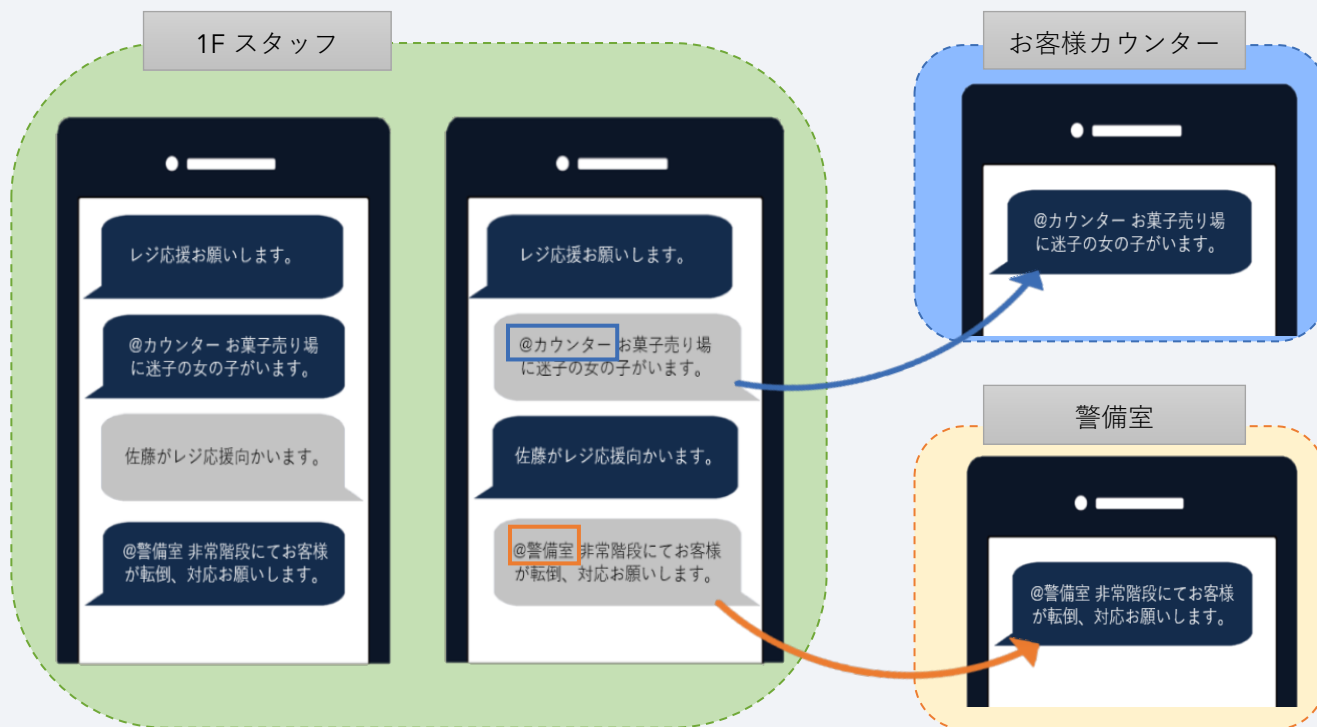 1F スタッフ
レジ応援お願いします。
@カウンター お菓子売り場
に迷子の女の子がいます。
佐藤がレジ応援向かいます。
@警備室 非常階段にてお客様
が転倒、対応お願いします。
レジ応援お願いします。
@カウンター お菓子売り場
に迷子の女の子がいます。
佐藤がレジ応援向かいます。
@警備室 非常階段にてお客様
が転倒、対応お願いします。
お客様カウンター
@カウンター お菓子売り場
に迷子の女の子がいます。
警備室
@警備室 非常階段にてお客様
が転倒、対応お願いします。